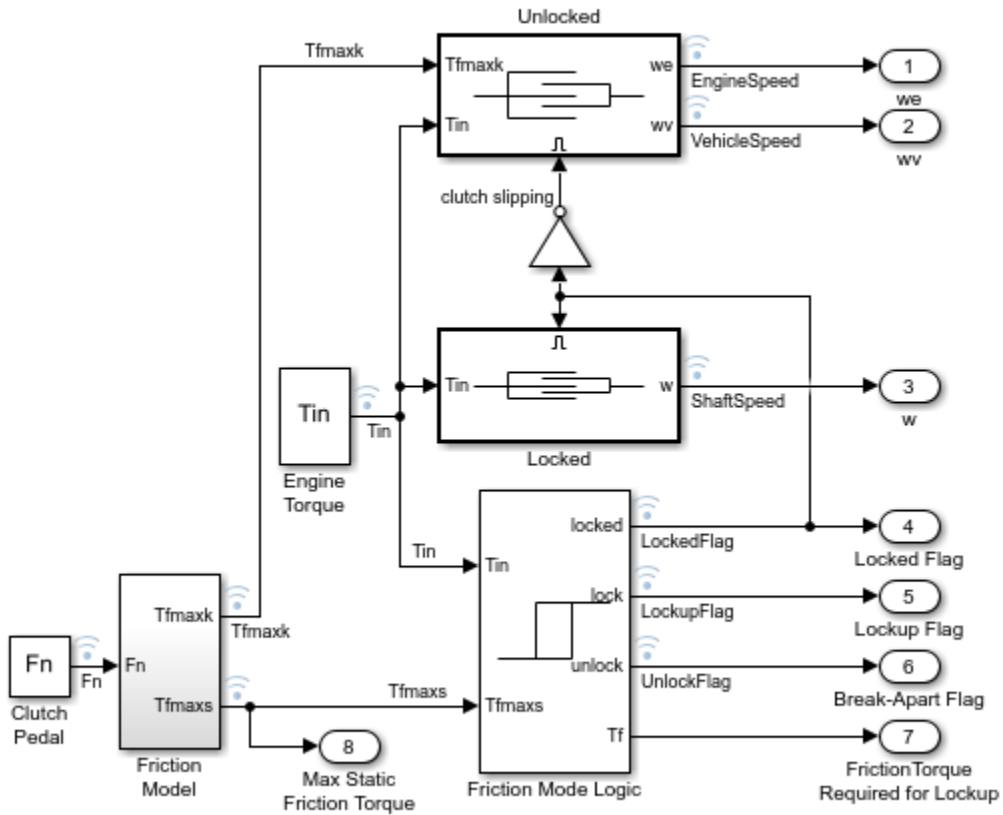 Unlocked
Tfmaxk
Tfmaxk
we
EngineSpeed
1
we
Tin
wv
VehicleSpeed
2
wv
clutch slipping
Tin
w
ShaftSpeed
3
w
Locked
Tin
Tin
Engine
Torque
locked
LockedFlag
4
Locked Flag
Tin
Tin
lock
LockupFlag
5
Lockup Flag
unlock
UnlockFlag
6
Break-Apart Flag
Tfmaxs
Tfmaxs
Tf
7
FrictionTorque
Required for Lockup
Friction Mode Logic
Fn
Fn
Clutch
Pedal
Fn
Tfmaxk
Tfmaxk
Tfmaxs
Friction
Model
8
Max Static
Friction Torque